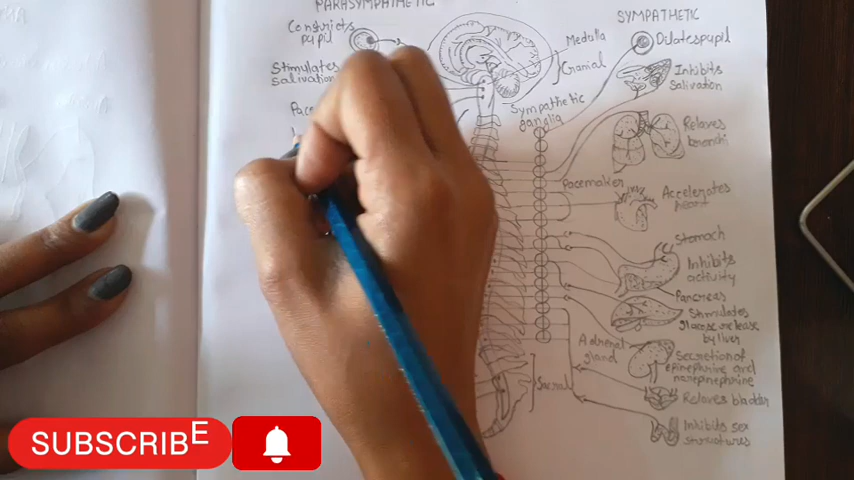 PARASYMPATHETIC
Constricts
pupil
Stimulates
salivation
Pace
Medulla
Cranial
Sympathetic
ganglia
Pacemaker
Adrenal
gland
Sacral
SYMPATHETIC
Dilates pupil
Inhibits
salivation
Relaxes
bronchi
Accelerates
heart
Stomach
Inhibits
activity
Pancreas
Stimulates
glucose release
by liver
Secretion of
epinephrine and
norepinephrine
Relaxes bladder
Inhibits sex
structures
SUBSCRIBE